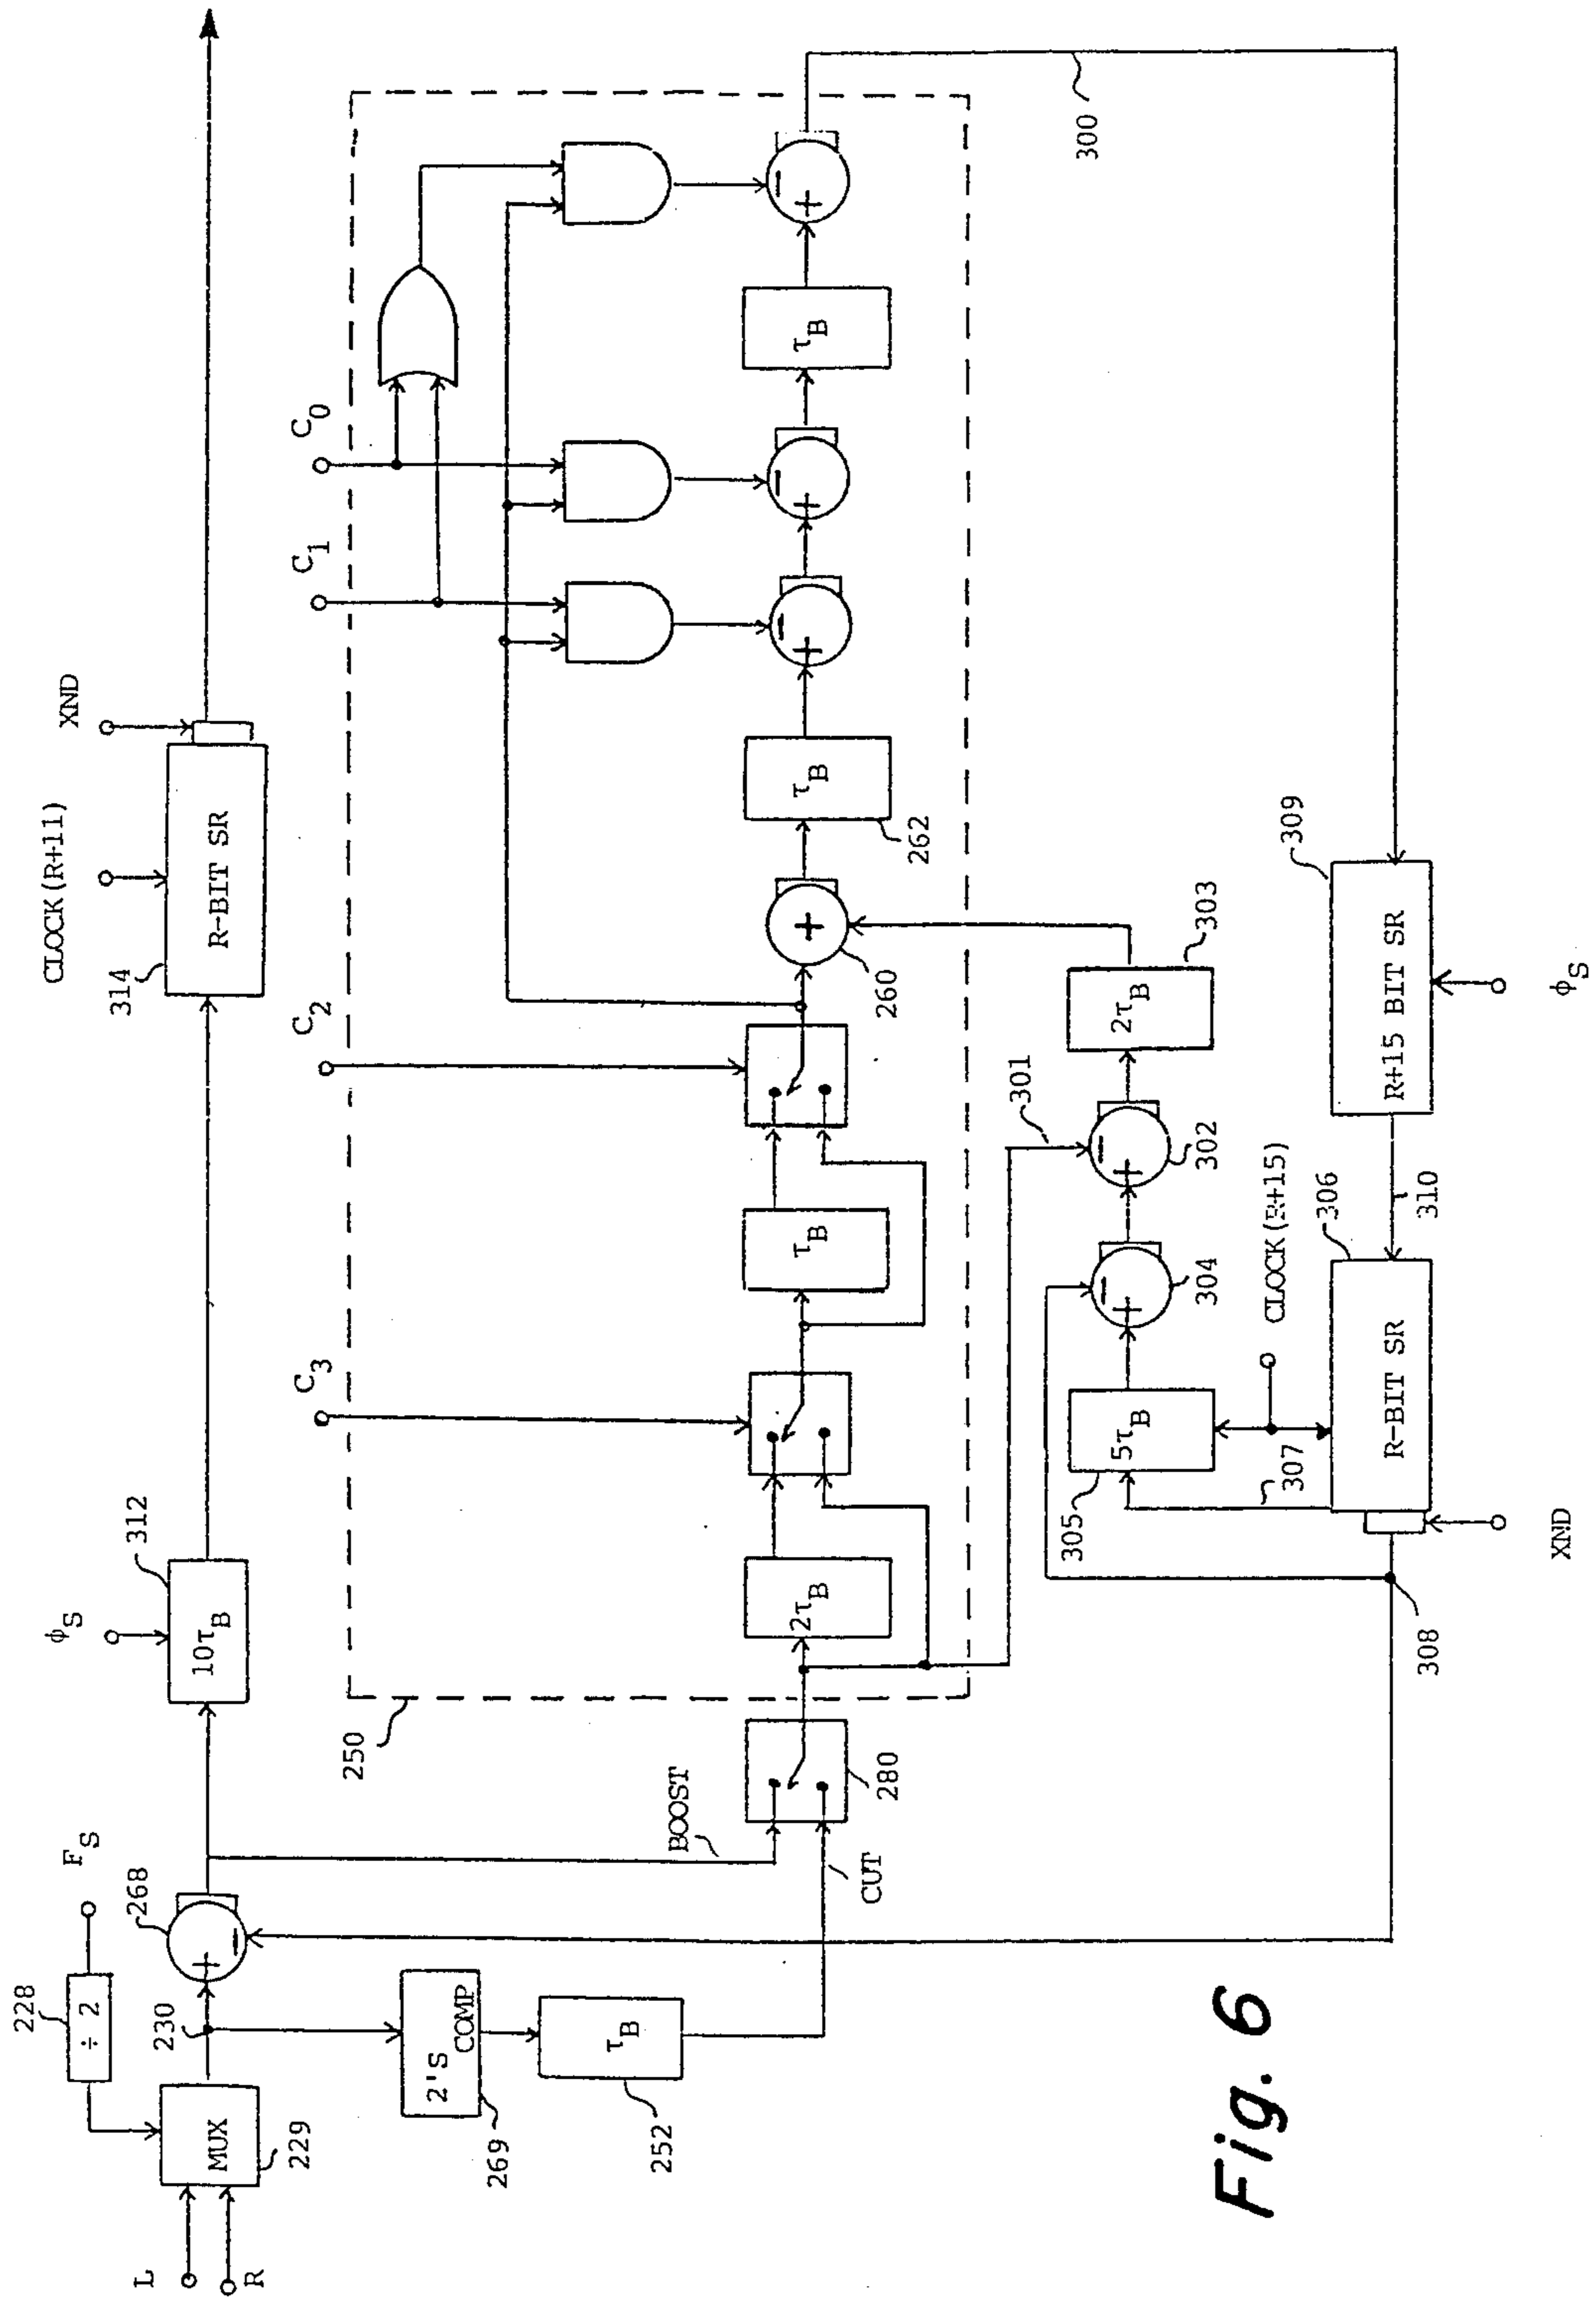 L
R
MUX
229
÷ 2
228
F_S
230
+
−
268
2'S
COMP
269
τ_B
252
BOOST
CUT
280
250
φ_S
10τ_B
312
CLOCK (R+11)
R-BIT SR
314
XND
C_3
C_2
C_1
C_0
2τ_B
τ_B
+
260
τ_B
262
−
+
−
+
τ_B
−
+
300
301
−
+
302
2τ_B
303
−
+
304
5τ_B
305
CLOCK (R+15)
307
R-BIT SR
306
XND
308
310
R+15 BIT SR
309
φ_S
Fig. 6